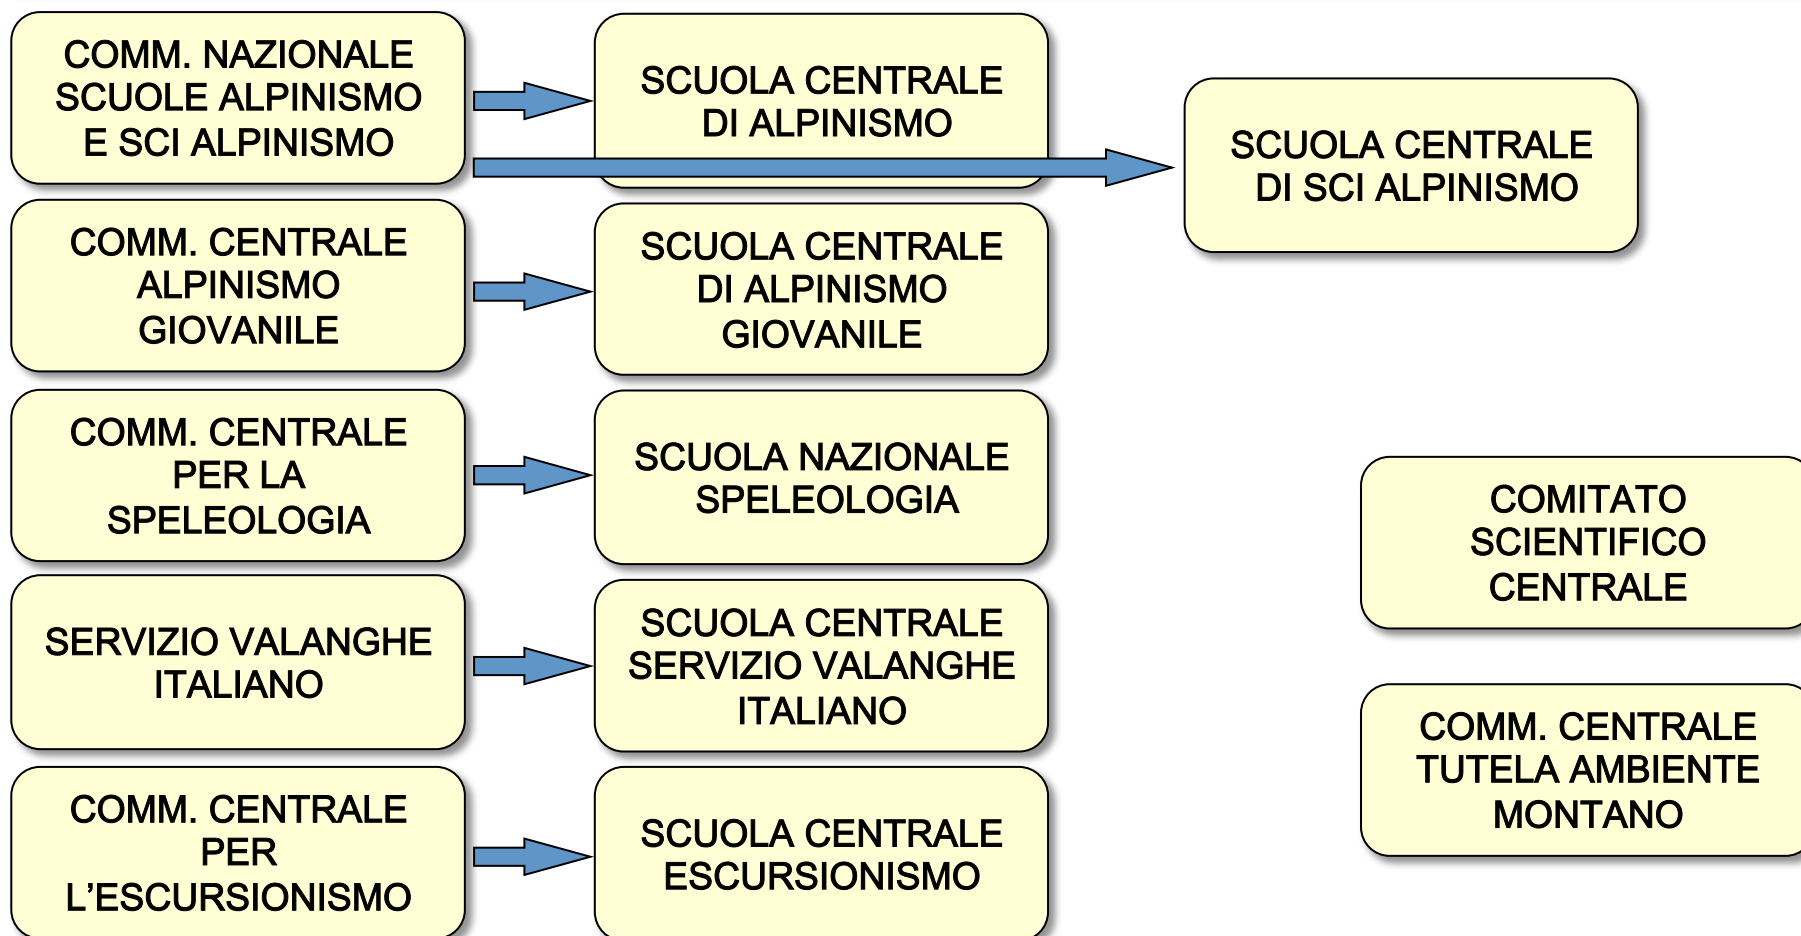 COMM. NAZIONALE
SCUOLE ALPINISMO
E SCI ALPINISMO
SCUOLA CENTRALE
DI ALPINISMO
SCUOLA CENTRALE
DI SCI ALPINISMO
COMM. CENTRALE
ALPINISMO
GIOVANILE
SCUOLA CENTRALE
DI ALPINISMO
GIOVANILE
COMM. CENTRALE
PER LA
SPELEOLOGIA
SCUOLA NAZIONALE
SPELEOLOGIA
COMITATO
SCIENTIFICO
CENTRALE
SERVIZIO VALANGHE
ITALIANO
SCUOLA CENTRALE
SERVIZIO VALANGHE
ITALIANO
COMM. CENTRALE
TUTELA AMBIENTE
MONTANO
COMM. CENTRALE
PER
L’ESCURSIONISMO
SCUOLA CENTRALE
ESCURSIONISMO